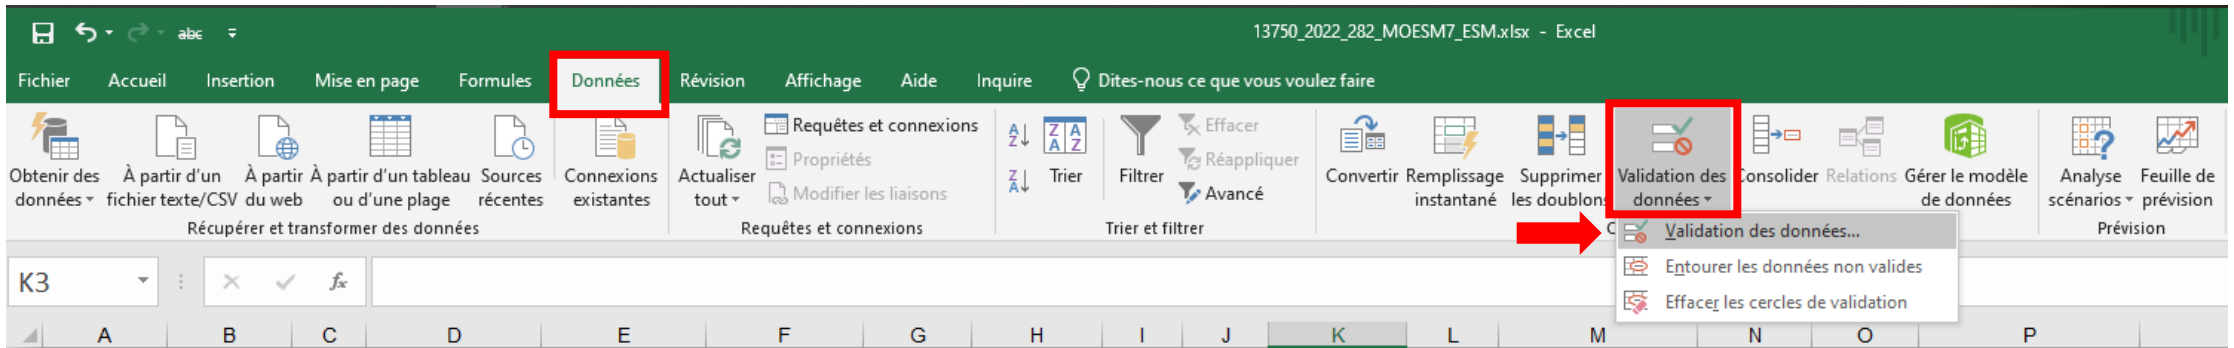 abc
13750_2022_282_MOESM7_ESM.xlsx - Excel
Fichier Accueil Insertion Mise en page Formules Données Révision Affichage Aide Inquire Dites-nous ce que vous voulez faire
Obtenir des données
À partir d'un fichier texte/CSV
À partir du web
À partir d'un tableau ou d'une plage
Sources récentes
Récupérer et transformer des données
Connexions existantes
Actualiser tout
Requêtes et connexions
Propriétés
Modifier les liaisons
Requêtes et connexions
Trier
Filtrer
Effacer
Réappliquer
Avancé
Trier et filtrer
Convertir
Remplissage instantané
Supprimer les doublons
Validation des données
Consolider
Relations
Gérer le modèle de données
Analyse scénarios
Feuille de prévision
Prévision
Validation des données...
Entourer les données non valides
Effacer les cercles de validation
K3
fx
A B C D E F G H I J K L M N O P